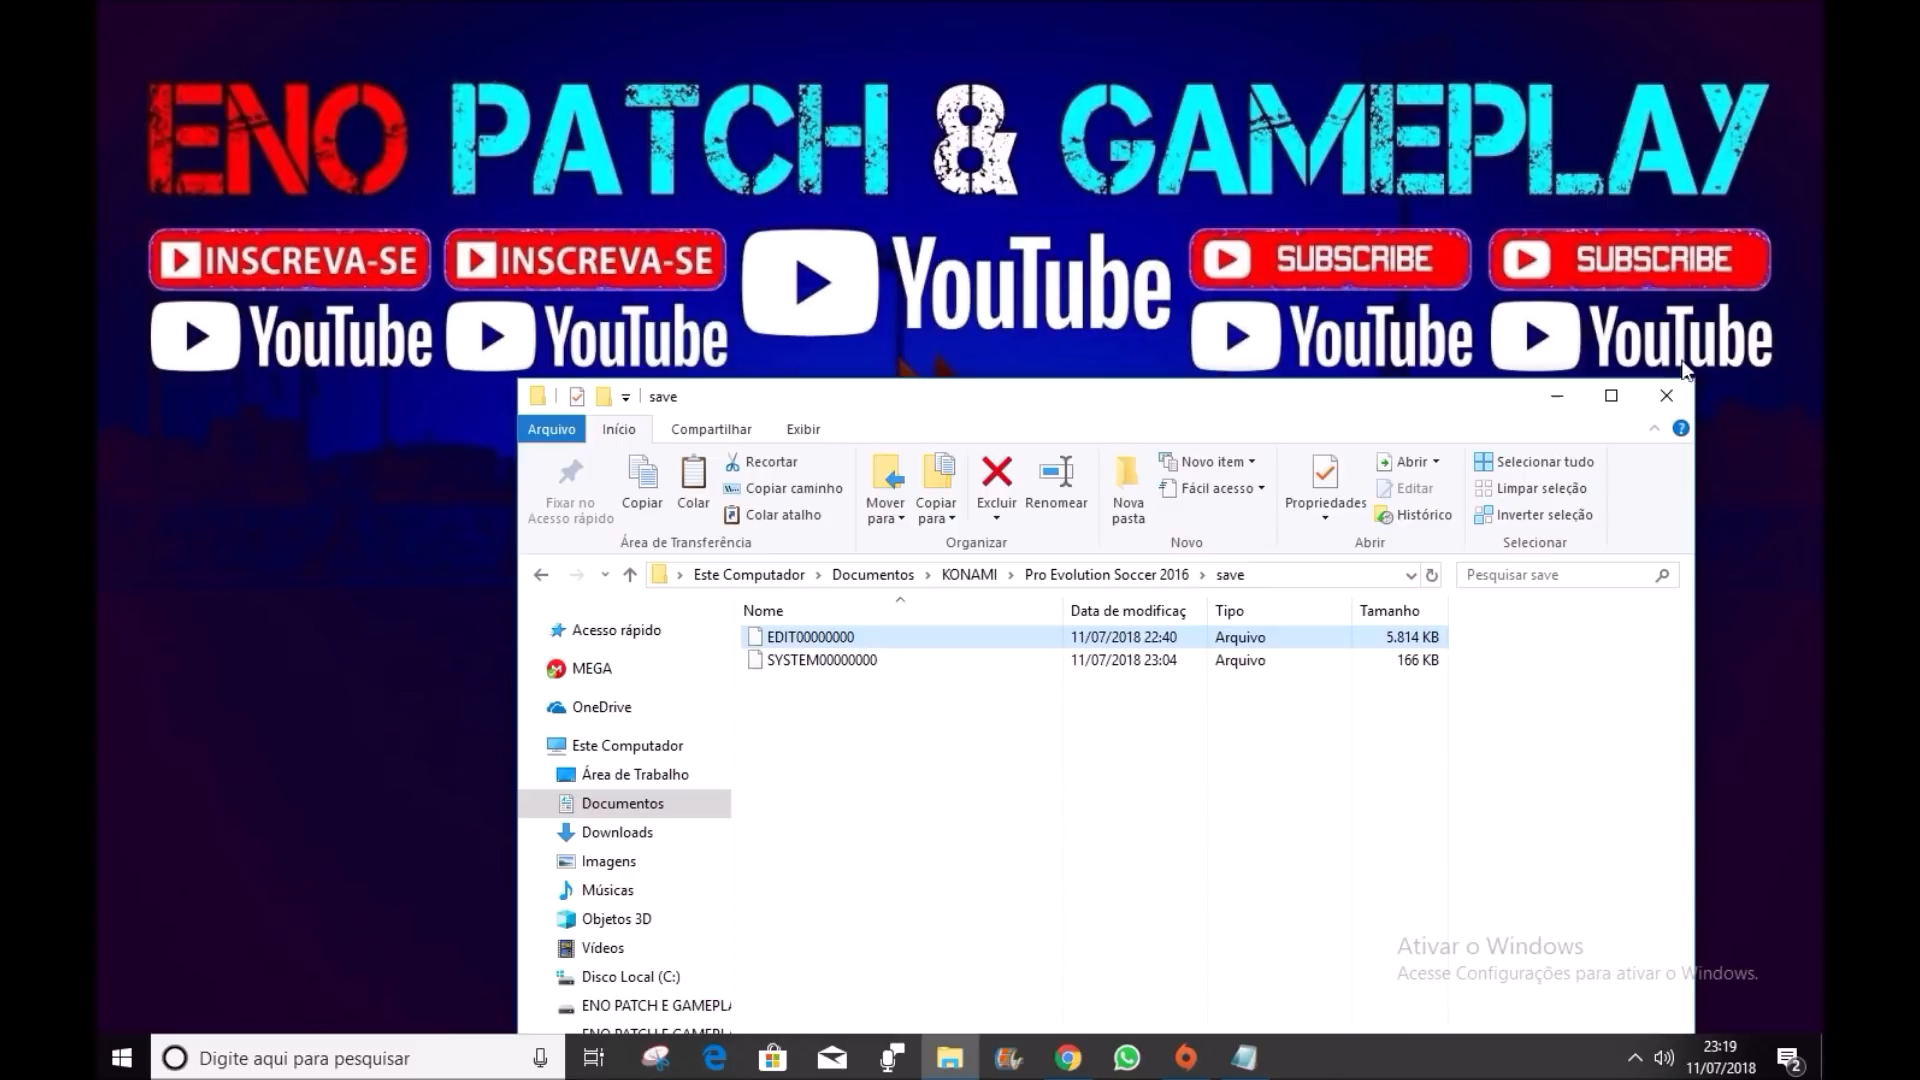 ENO PATCH & GAMEPLAY
INSCREVA-SE INSCREVA-SE YouTube SUBSCRIBE SUBSCRIBE
YouTube YouTube YouTube YouTube
save
Arquivo Início Compartilhar Exibir ?
Fixar no Acesso rápido
Copiar
Colar
Recortar
Copiar caminho
Colar atalho
Área de Transferência
Mover para
Copiar para
Excluir
Renomear
Organizar
Nova pasta
Novo item
Fácil acesso
Novo
Propriedades
Abrir
Editar
Histórico
Abrir
Selecionar tudo
Limpar seleção
Inverter seleção
Selecionar
Este Computador Documentos KONAMI Pro Evolution Soccer 2016 save
Pesquisar save
Nome Data de modificaç Tipo Tamanho
EDIT00000000 11/07/2018 22:40 Arquivo 5.814 KB
SYSTEM00000000 11/07/2018 23:04 Arquivo 166 KB
Acesso rápido
MEGA
OneDrive
Este Computador
Área de Trabalho
Documentos
Downloads
Imagens
Músicas
Objetos 3D
Vídeos
Disco Local (C:)
ENO PATCH E GAMEPL
Ativar o Windows
Acesse Configurações para ativar o Windows.
Digite aqui para pesquisar
23:19
11/07/2018
2